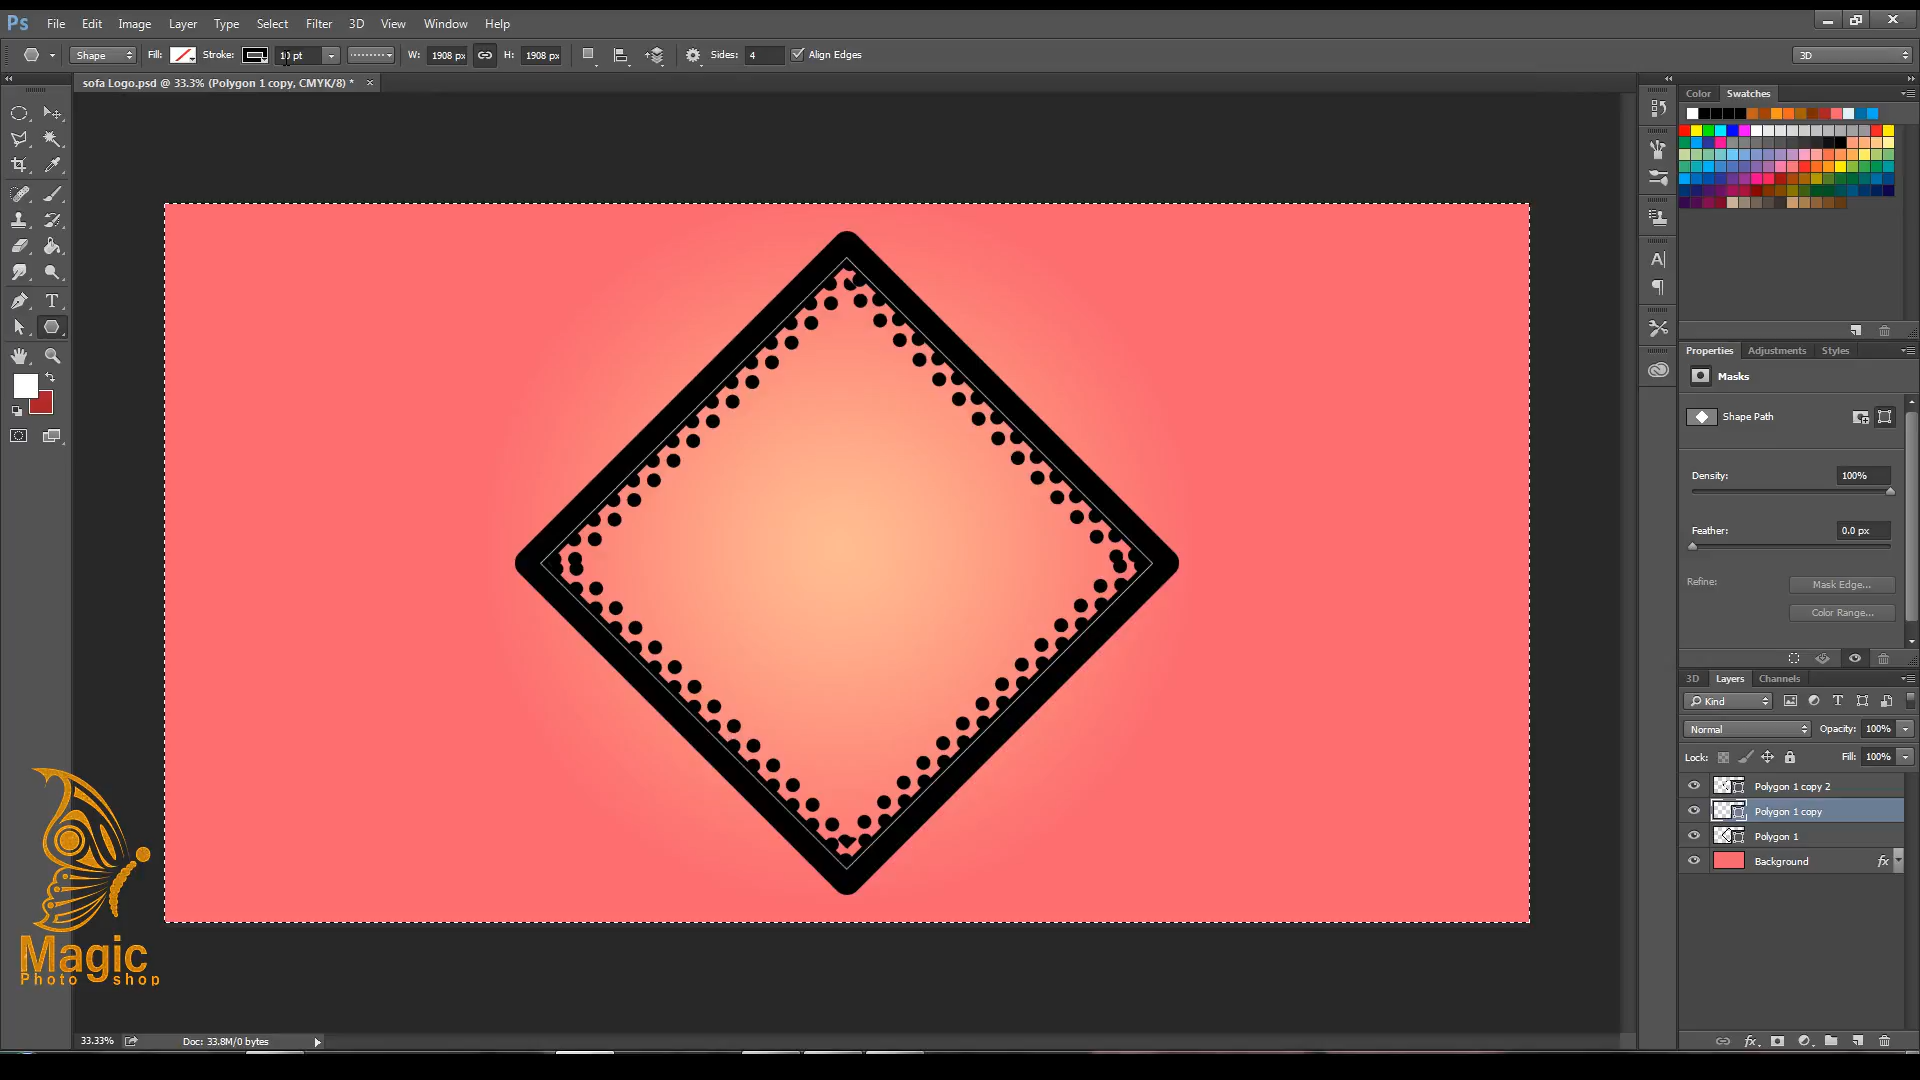 Ps File Edit Image Layer Type Select Filter 3D View Window Help
Shape Fill: Stroke: 10 pt W: 1908 px H: 1908 px Sides: 4 Align Edges 3D
sofa Logo.psd @ 33.3% (Polygon 1 copy, CMYK/8) *
Color Swatches
Properties Adjustments Styles
Masks
Shape Path
Density: 100%
Feather: 0.0 px
Refine: Mask Edge...
Color Range...
3D Layers Channels
Kind
Normal Opacity: 100%
Lock: Fill: 100%
Polygon 1 copy 2
Polygon 1 copy
Polygon 1
Background fx
Magic
Photo shop
33.33% Doc: 33.8M/0 bytes
fx